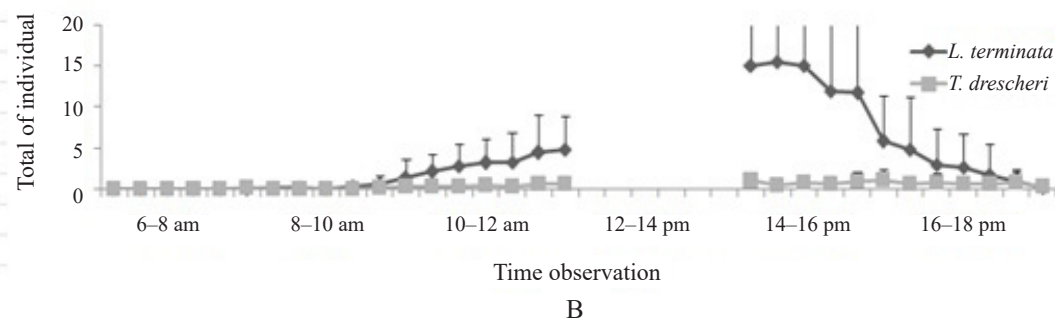 Total of individual
20
15
10
5
0
L. terminata
T. drescheri
6–8 am
8–10 am
10–12 am
12–14 pm
14–16 pm
16–18 pm
Time observation
B